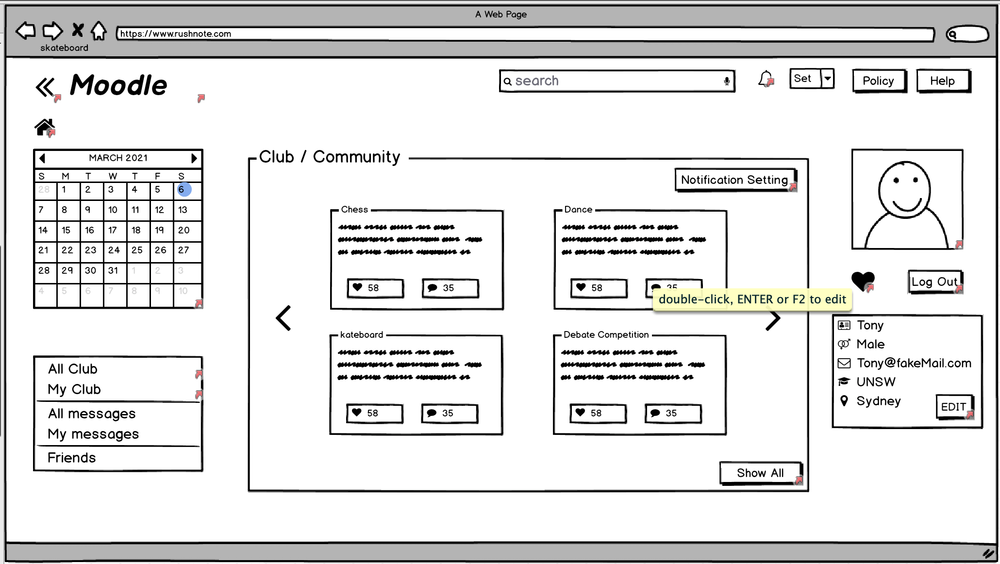 A Web Page
https://www.rushnote.com
skateboard
Moodle
search
Set
Policy
Help
MARCH 2021
S M T W T F S
28 1 2 3 4 5 6
7 8 9 10 11 12 13
14 15 16 17 18 19 20
21 22 23 24 25 26 27
28 29 30 31 1 2 3
4 5 6 7 8 9 10
All Club
My Club
All messages
My messages
Friends
Club / Community
Notification Setting
Chess
58 35
Dance
58 35
double-click, ENTER or F2 to edit
kateboard
58 35
Debate Competition
58 35
Show All
Log Out
Tony
Male
Tony@fakeMail.com
UNSW
Sydney
EDIT